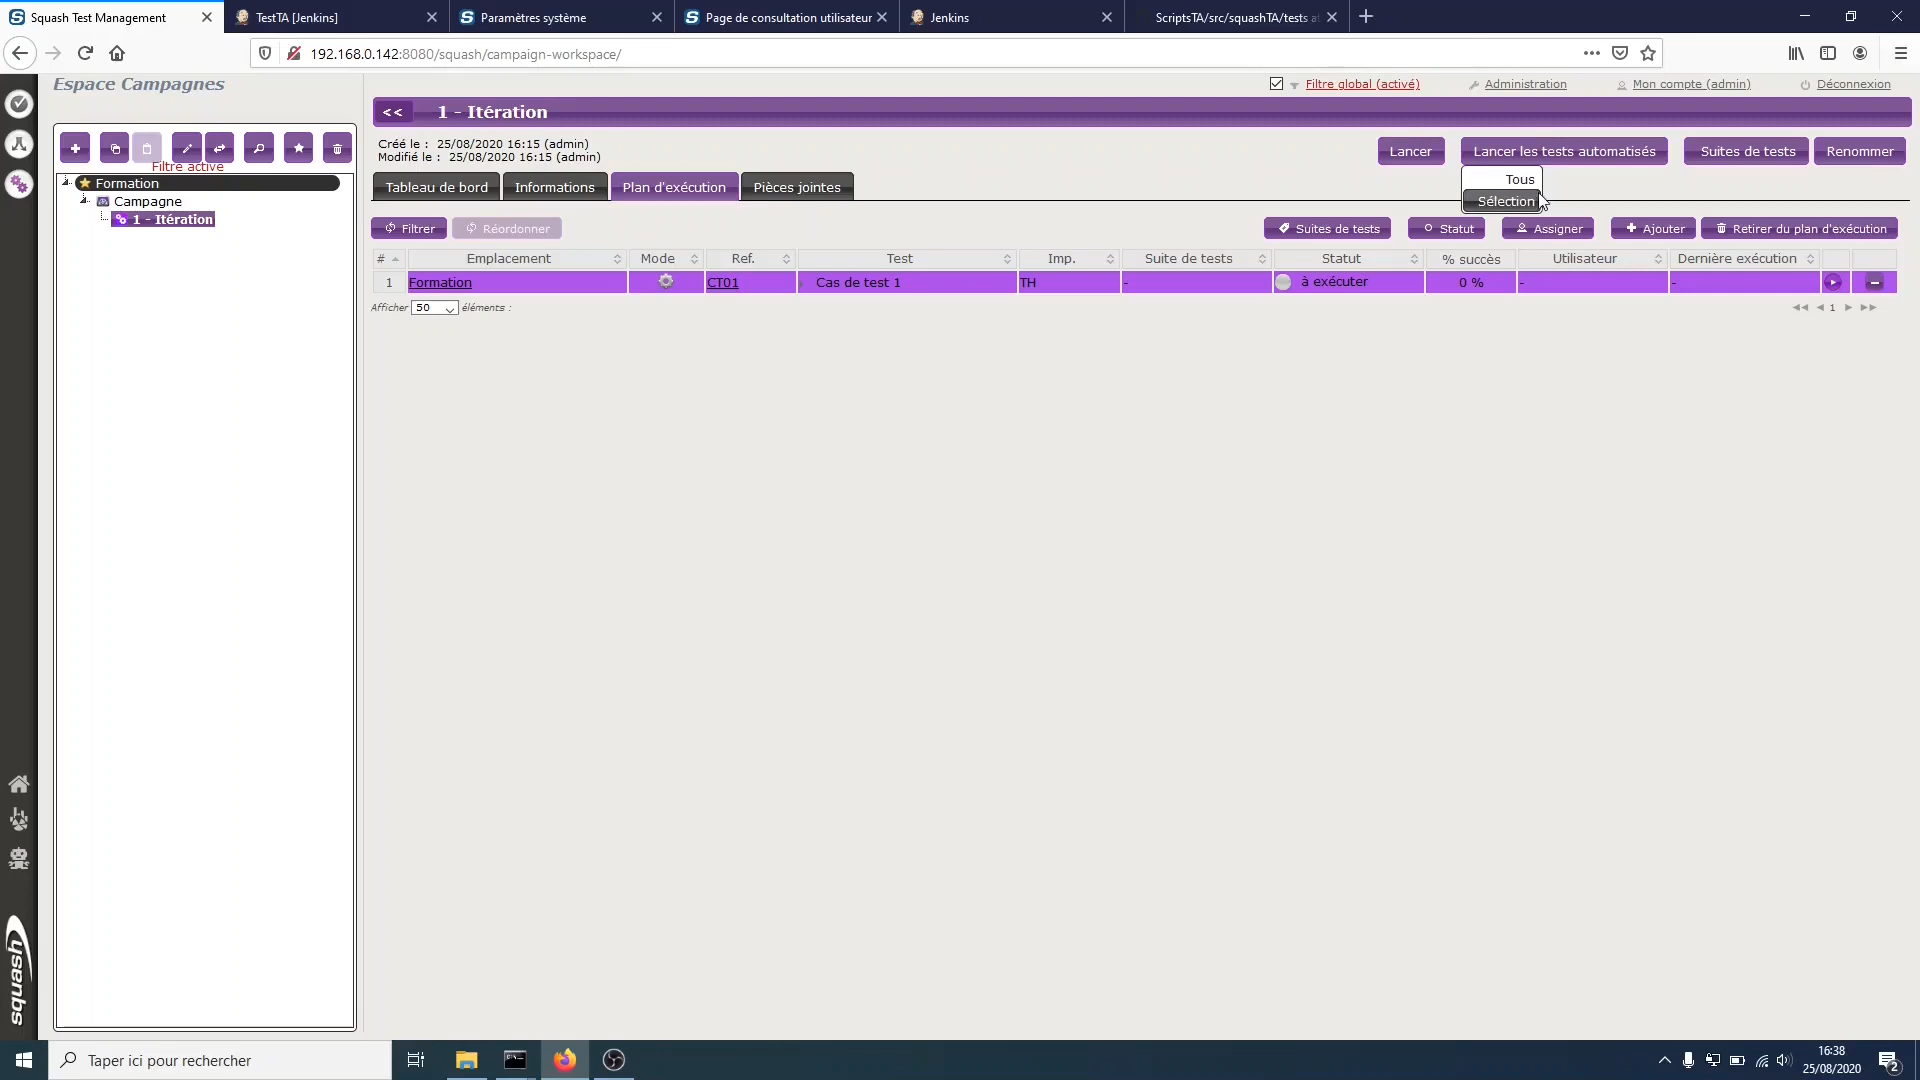 Squash Test Management
TestTA [Jenkins]
Paramètres système
Page de consultation utilisateur
Jenkins
ScriptsTA/src/squashTA/tests a
192.168.0.142:8080/squash/campaign-workspace/
Espace Campagnes
Filtre global (activé)
Administration
Mon compte (admin)
Déconnexion
<<
1 - Itération
Créé le : 25/08/2020 16:15 (admin)
Modifié le : 25/08/2020 16:15 (admin)
Lancer
Lancer les tests automatisés
Suites de tests
Renommer
Tous
Sélection
Filtre activé
Formation
Campagne
1 - Itération
Tableau de bord
Informations
Plan d'exécution
Pièces jointes
Filtrer
Réordonner
Suites de tests
Statut
Assigner
Ajouter
Retirer du plan d'exécution
# Emplacement Mode Ref. Test Imp. Suite de tests Statut % succès Utilisateur Dernière exécution
1 Formation CT01 Cas de test 1 TH - à exécuter 0 % - -
Afficher 50 éléments :
1
squash
Taper ici pour rechercher
16:38
25/08/2020
2